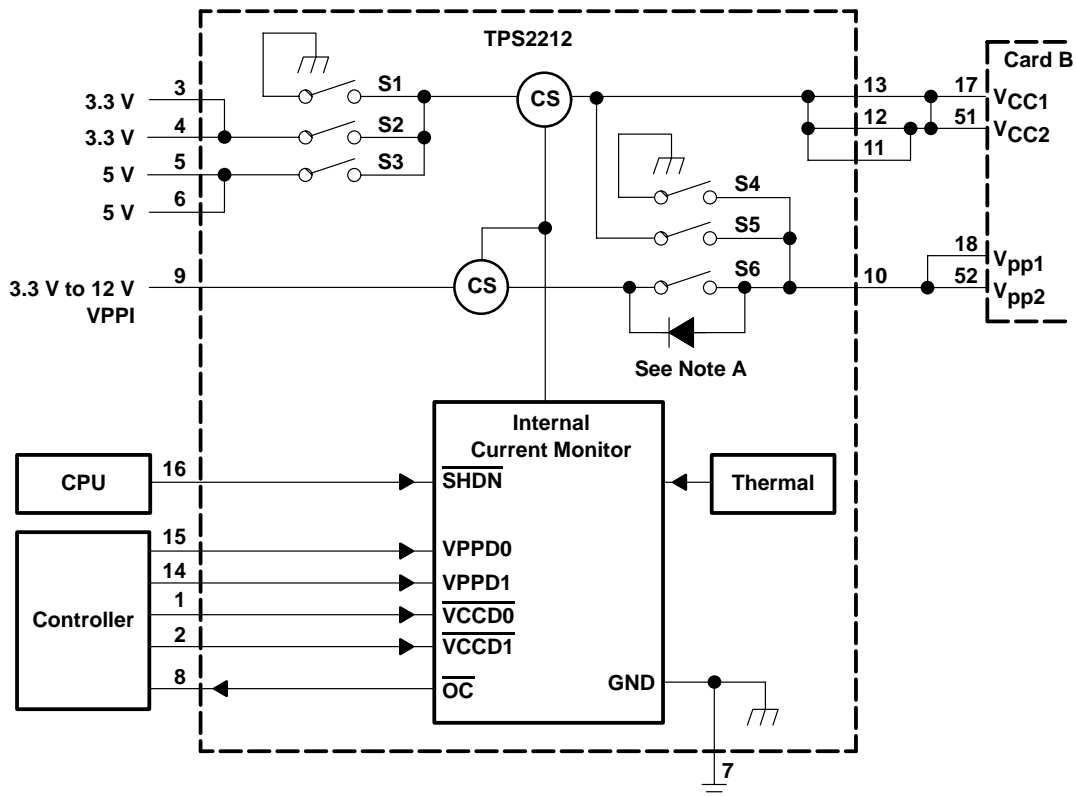 TPS2212
Card B
3
3.3 V
S1
CS
13
17
VCC1
4
3.3 V
S2
12
51
VCC2
5
5 V
S3
11
6
5 V
S4
S5
18
Vpp1
9
3.3 V to 12 V
VPPI
CS
S6
10
52
Vpp2
See Note A
Internal
Current Monitor
CPU
16
SHDN
Thermal
Controller
15
VPPD0
14
VPPD1
1
VCCD0
2
VCCD1
8
OC
GND
7